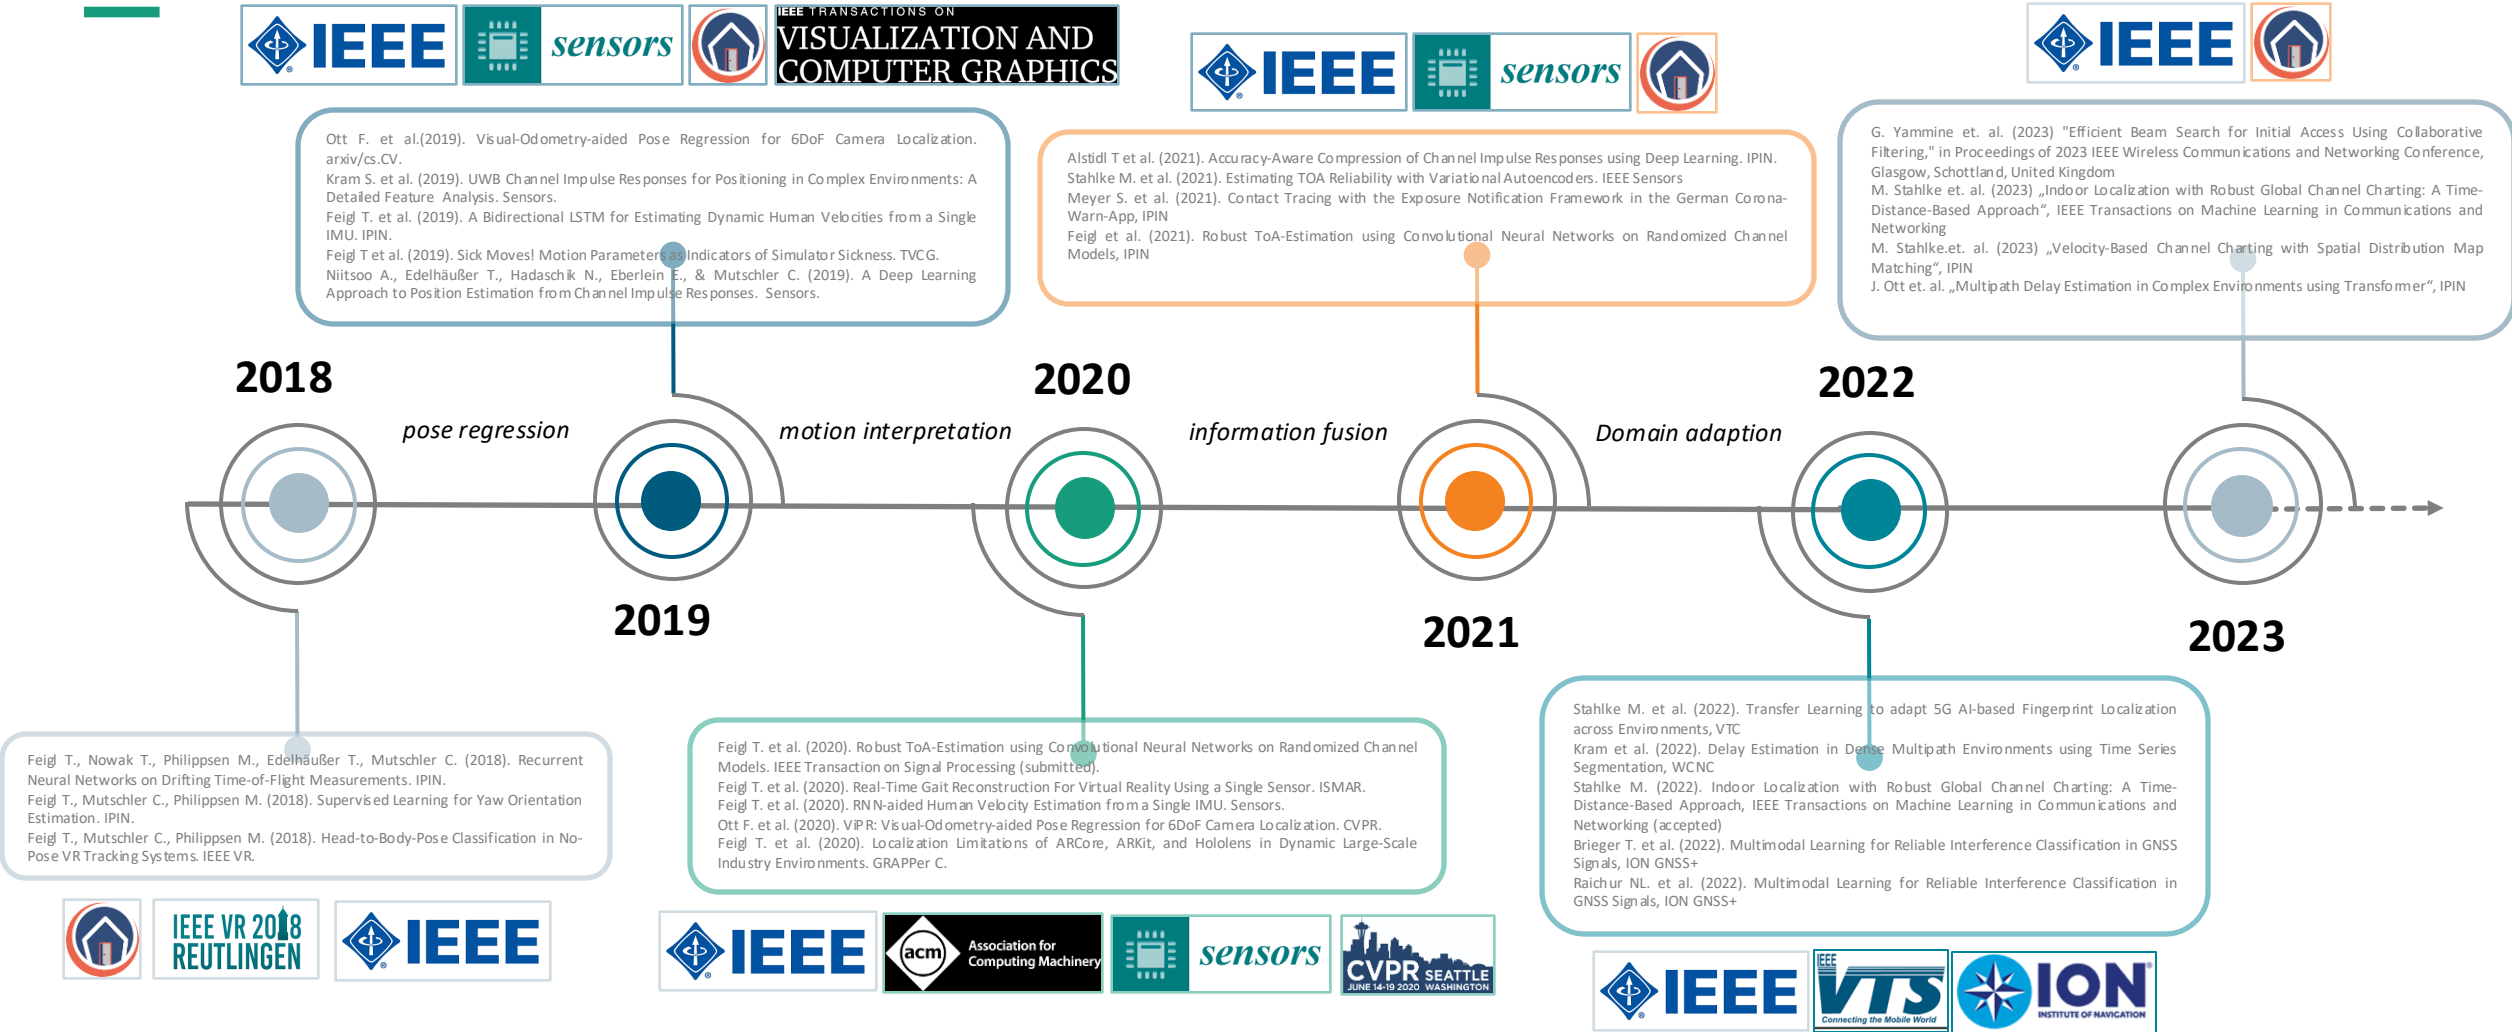 IEEE
sensors
IEEE TRANSACTIONS ON
VISUALIZATION AND
COMPUTER GRAPHICS
IEEE
sensors
IEEE
Ott F. et al.(2019). Visual-Odometry-aided Pose Regression for 6DoF Camera Localization.
arxiv/cs.CV.
Kram S. et al. (2019). UWB Channel Impulse Responses for Positioning in Complex Environments: A
Detailed Feature Analysis. Sensors.
Feigl T. et al. (2019). A Bidirectional LSTM for Estimating Dynamic Human Velocities from a Single
IMU. IPIN.
Feigl T et al. (2019). Sick Moves! Motion Parameters as Indicators of Simulator Sickness. TVCG.
Niitsoo A., Edelhäußer T., Hadaschik N., Eberlein E., & Mutschler C. (2019). A Deep Learning
Approach to Position Estimation from Channel Impulse Responses. Sensors.
Alstidl T et al. (2021). Accuracy-Aware Compression of Channel Impulse Responses using Deep Learning. IPIN.
Stahlke M. et al. (2021). Estimating TOA Reliability with Variational Autoencoders. IEEE Sensors
Meyer S. et al. (2021). Contact Tracing with the Exposure Notification Framework in the German Corona-
Warn-App, IPIN
Feigl et al. (2021). Robust ToA-Estimation using Convolutional Neural Networks on Randomized Channel
Models, IPIN
G. Yammine et. al. (2023) "Efficient Beam Search for Initial Access Using Collaborative
Filtering," in Proceedings of 2023 IEEE Wireless Communications and Networking Conference,
Glasgow, Schottland, United Kingdom
M. Stahlke et. al. (2023) „Indoor Localization with Robust Global Channel Charting: A Time-
Distance-Based Approach“, IEEE Transactions on Machine Learning in Communications and
Networking
M. Stahlke.et. al. (2023) „Velocity-Based Channel Charting with Spatial Distribution Map
Matching“, IPIN
J. Ott et. al. „Multipath Delay Estimation in Complex Environments using Transformer“, IPIN
2018
2020
2022
pose regression
motion interpretation
information fusion
Domain adaption
2019
2021
2023
Feigl T., Nowak T., Philippsen M., Edelhäußer T., Mutschler C. (2018). Recurrent
Neural Networks on Drifting Time-of-Flight Measurements. IPIN.
Feigl T., Mutschler C., Philippsen M. (2018). Supervised Learning for Yaw Orientation
Estimation. IPIN.
Feigl T., Mutschler C., Philippsen M. (2018). Head-to-Body-Pose Classification in No-
Pose VR Tracking Systems. IEEE VR.
Feigl T. et al. (2020). Robust ToA-Estimation using Convolutional Neural Networks on Randomized Channel
Models. IEEE Transaction on Signal Processing (submitted).
Feigl T. et al. (2020). Real-Time Gait Reconstruction For Virtual Reality Using a Single Sensor. ISMAR.
Feigl T. et al. (2020). RNN-aided Human Velocity Estimation from a Single IMU. Sensors.
Ott F. et al. (2020). ViPR: Visual-Odometry-aided Pose Regression for 6DoF Camera Localization. CVPR.
Feigl T. et al. (2020). Localization Limitations of ARCore, ARKit, and Hololens in Dynamic Large-Scale
Industry Environments. GRAPPer C.
Stahlke M. et al. (2022). Transfer Learning to adapt 5G AI-based Fingerprint Localization
across Environments, VTC
Kram et al. (2022). Delay Estimation in Dense Multipath Environments using Time Series
Segmentation, WCNC
Stahlke M. (2022). Indoor Localization with Robust Global Channel Charting: A Time-
Distance-Based Approach, IEEE Transactions on Machine Learning in Communications and
Networking (accepted)
Brieger T. et al. (2022). Multimodal Learning for Reliable Interference Classification in GNSS
Signals, ION GNSS+
Raichur NL. et al. (2022). Multimodal Learning for Reliable Interference Classification in
GNSS Signals, ION GNSS+
IEEE VR 2018
REUTLINGEN
IEEE
IEEE
acm
Association for
Computing Machinery
sensors
CVPR SEATTLE
JUNE 14-19 2020 WASHINGTON
IEEE
IEEE
VTS
Connecting the Mobile World
ION
INSTITUTE OF NAVIGATION